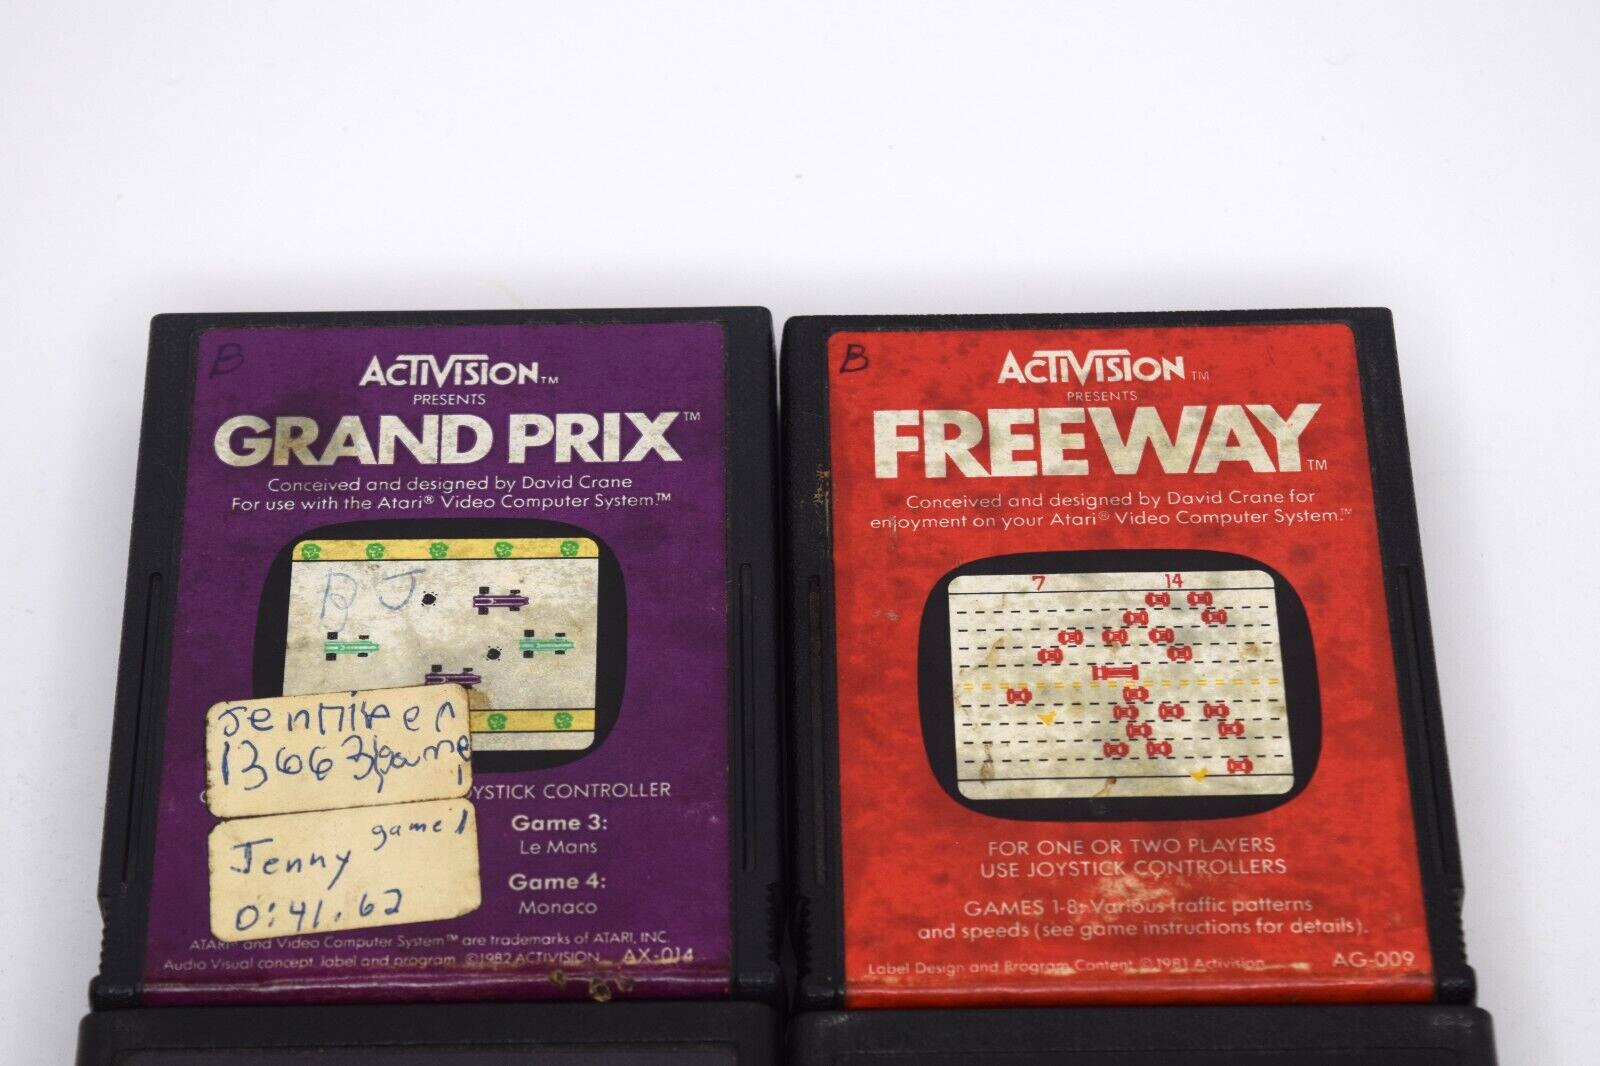 B
ACTIVISION™
PRESENTS
GRAND PRIX™
Conceived and designed by David Crane
For use with the Atari® Video Computer System™
B J
Jennifer
13663 game
1
YSTICK CONTROLLER
game 1
Jenny
0:41.62
Game 3:
Le Mans
Game 4:
Monaco
ATARI® and Video Computer System™ are trademarks of ATARI, INC.
Audio Visual concept, label and program ©1982 ACTIVISION AX-014
B
ACTIVISION™
PRESENTS
FREEWAY™
Conceived and designed by David Crane for
enjoyment on your Atari® Video Computer System.™
7 14
FOR ONE OR TWO PLAYERS
USE JOYSTICK CONTROLLERS
GAMES 1-8: Various traffic patterns
and speeds (see game instructions for details).
Label Design and Program Content © 1981 Activision AG-009